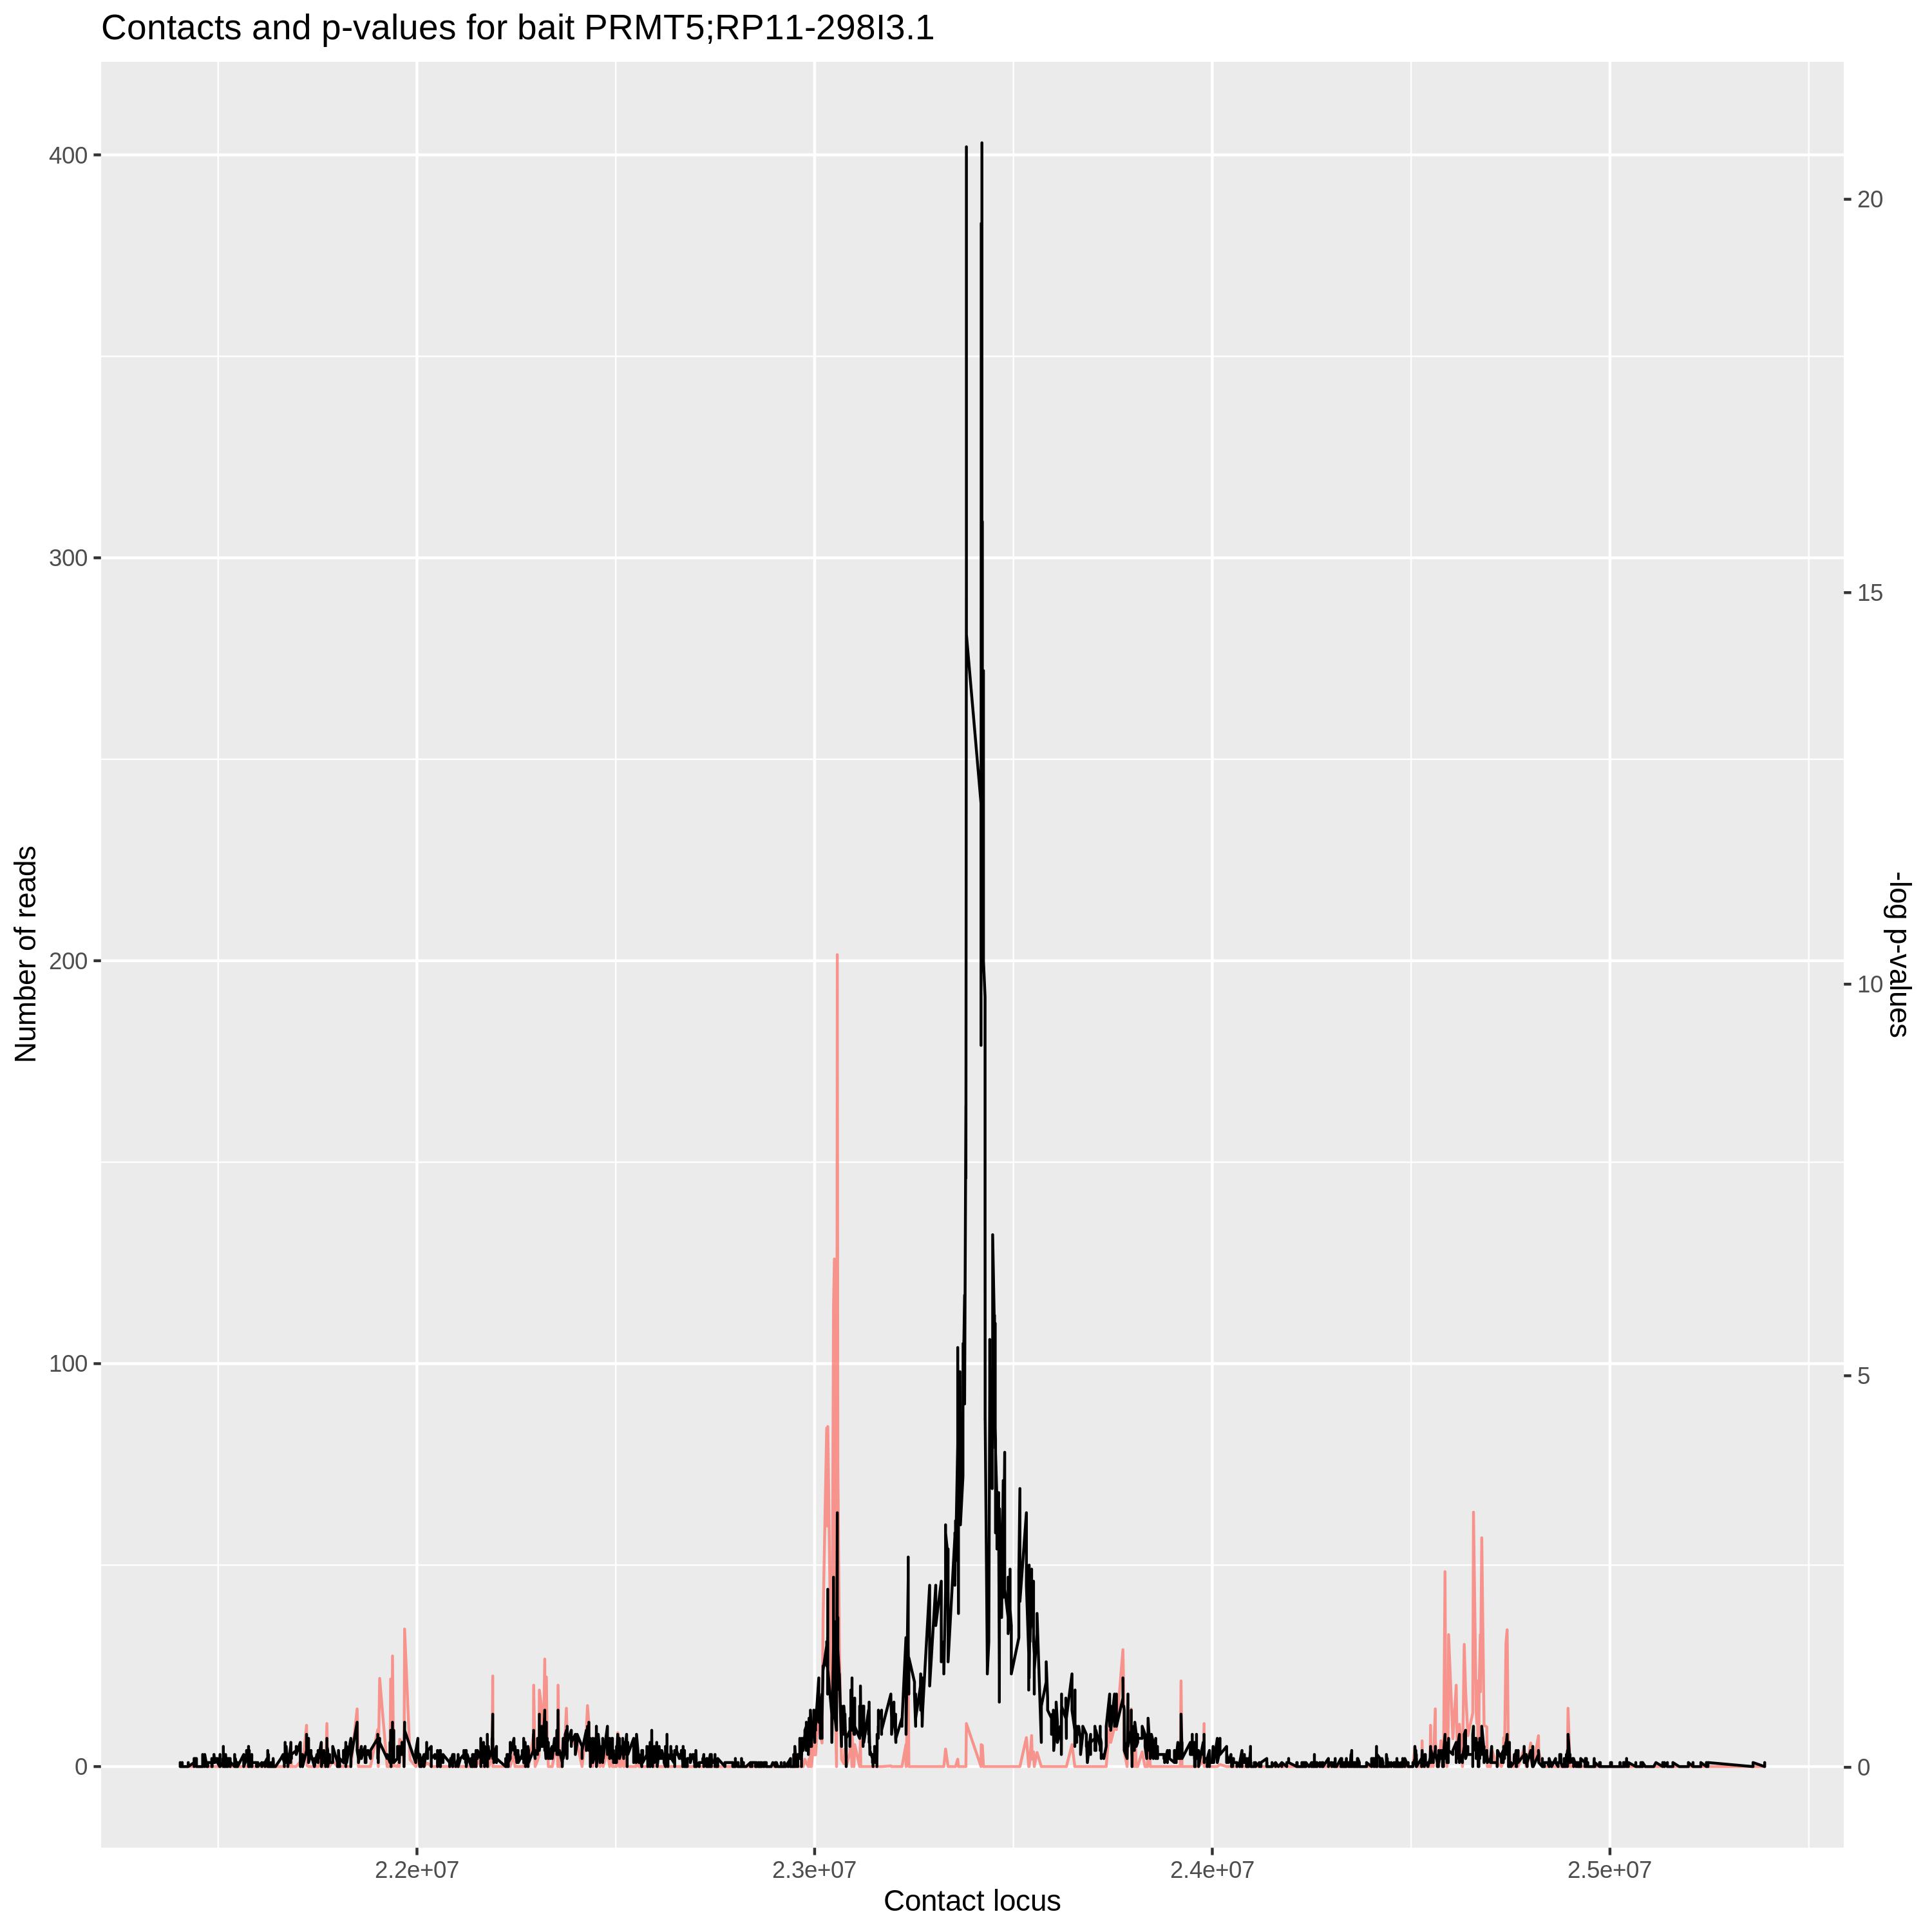 Contacts and p-values for bait PRMT5;RP11-298I3.1
400
300
200
100
0
20
15
10
5
0
Number of reads
-log p-values
2.2e+07 2.3e+07 2.4e+07 2.5e+07
Contact locus